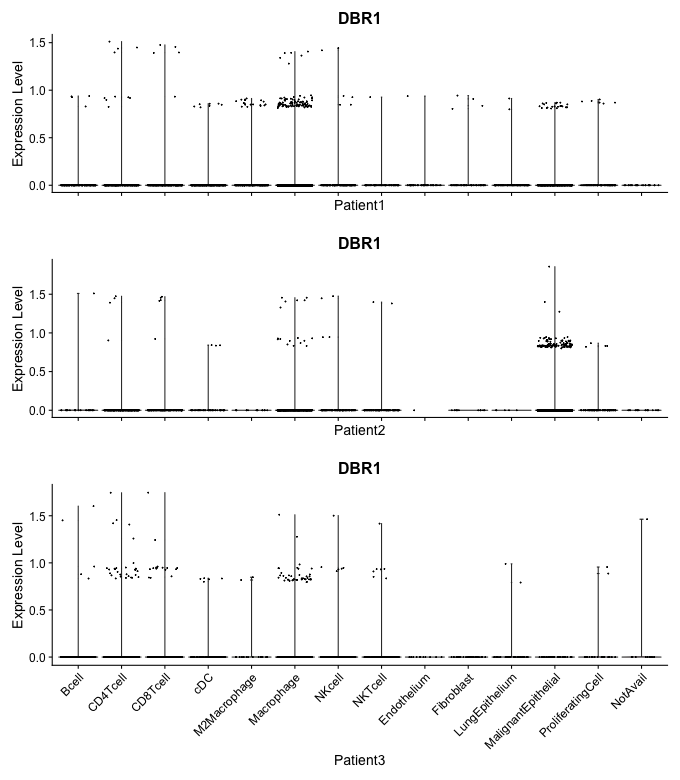 DBR1
Expression Level
1.5
1.0
0.5
0.0
Patient1
DBR1
Expression Level
1.5
1.0
0.5
0.0
Patient2
DBR1
Expression Level
1.5
1.0
0.5
0.0
Bcell
CD4Tcell
CD8Tcell
cDC
M2Macrophage
Macrophage
NKcell
NKTcell
Endothelium
Fibroblast
LungEpithelium
MalignantEpithelial
ProliferatingCell
NotAvail
Patient3